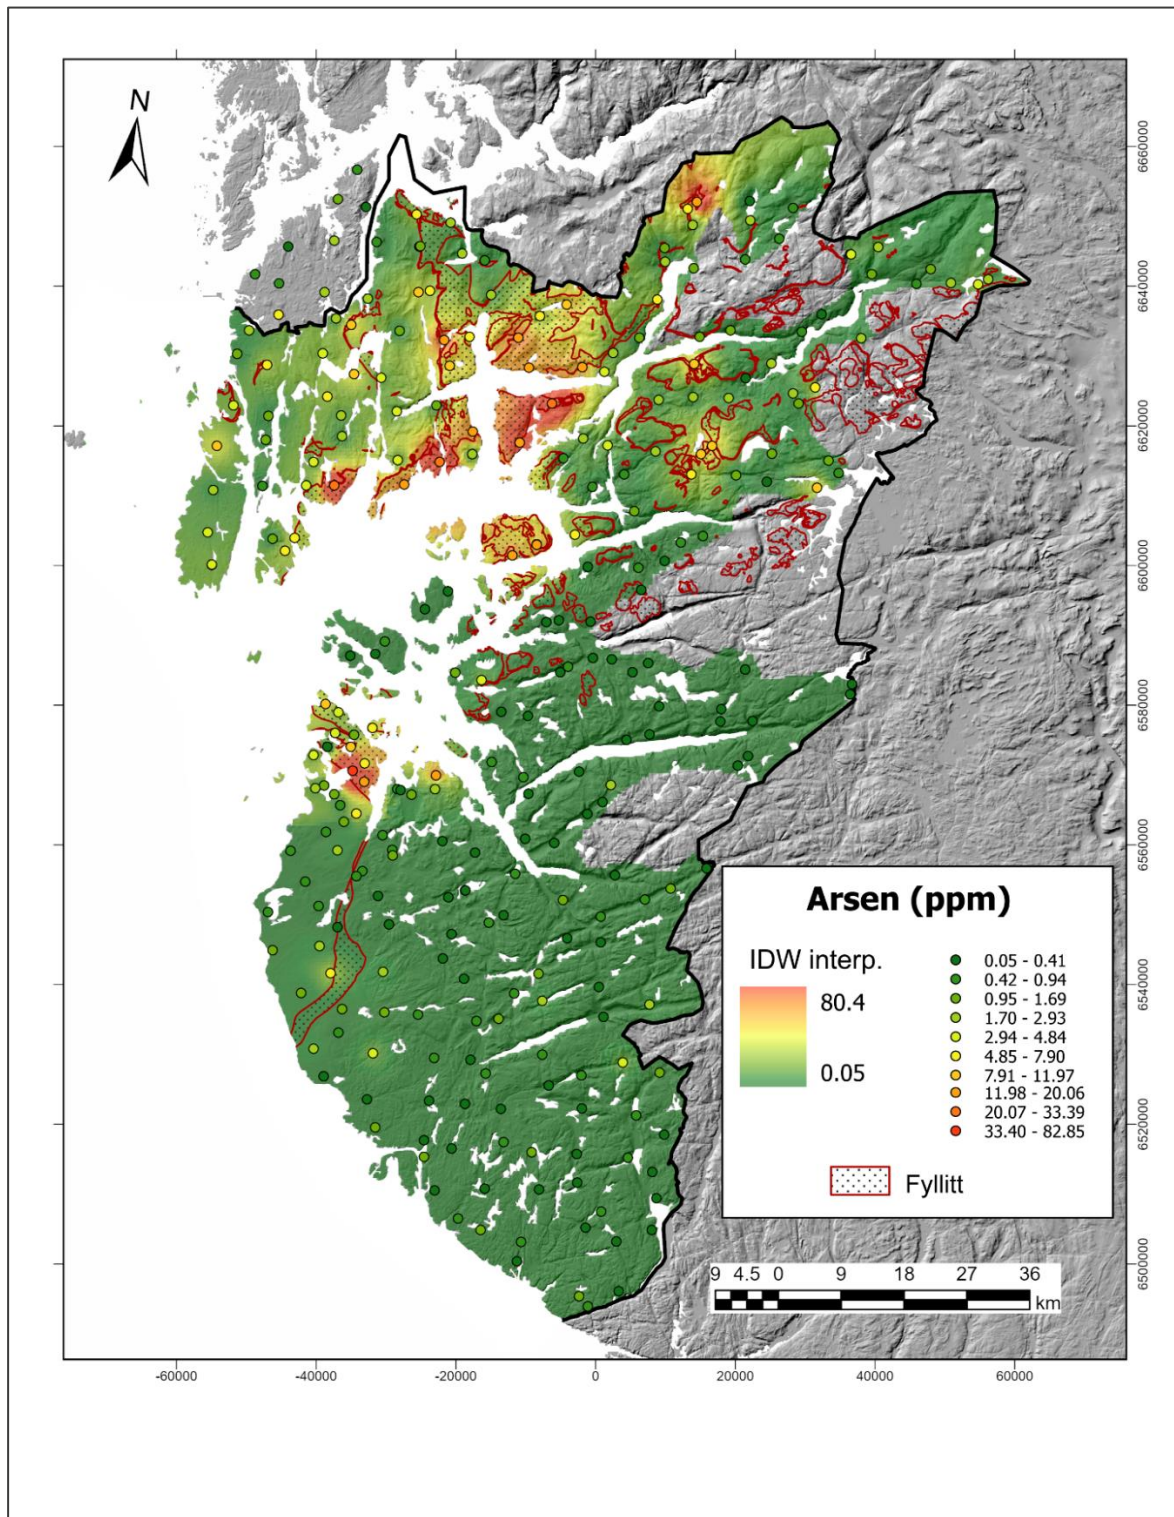 N
6660000
6640000
6620000
6600000
6580000
6560000
6540000
6520000
6500000
Arsen (ppm)
IDW interp.
80.4
0.05
0.05 - 0.41
0.42 - 0.94
0.95 - 1.69
1.70 - 2.93
2.94 - 4.84
4.85 - 7.90
7.91 - 11.97
11.98 - 20.06
20.07 - 33.39
33.40 - 82.85
Fyllitt
9 4.5 0 9 18 27 36
km
-60000 -40000 -20000 0 20000 40000 60000